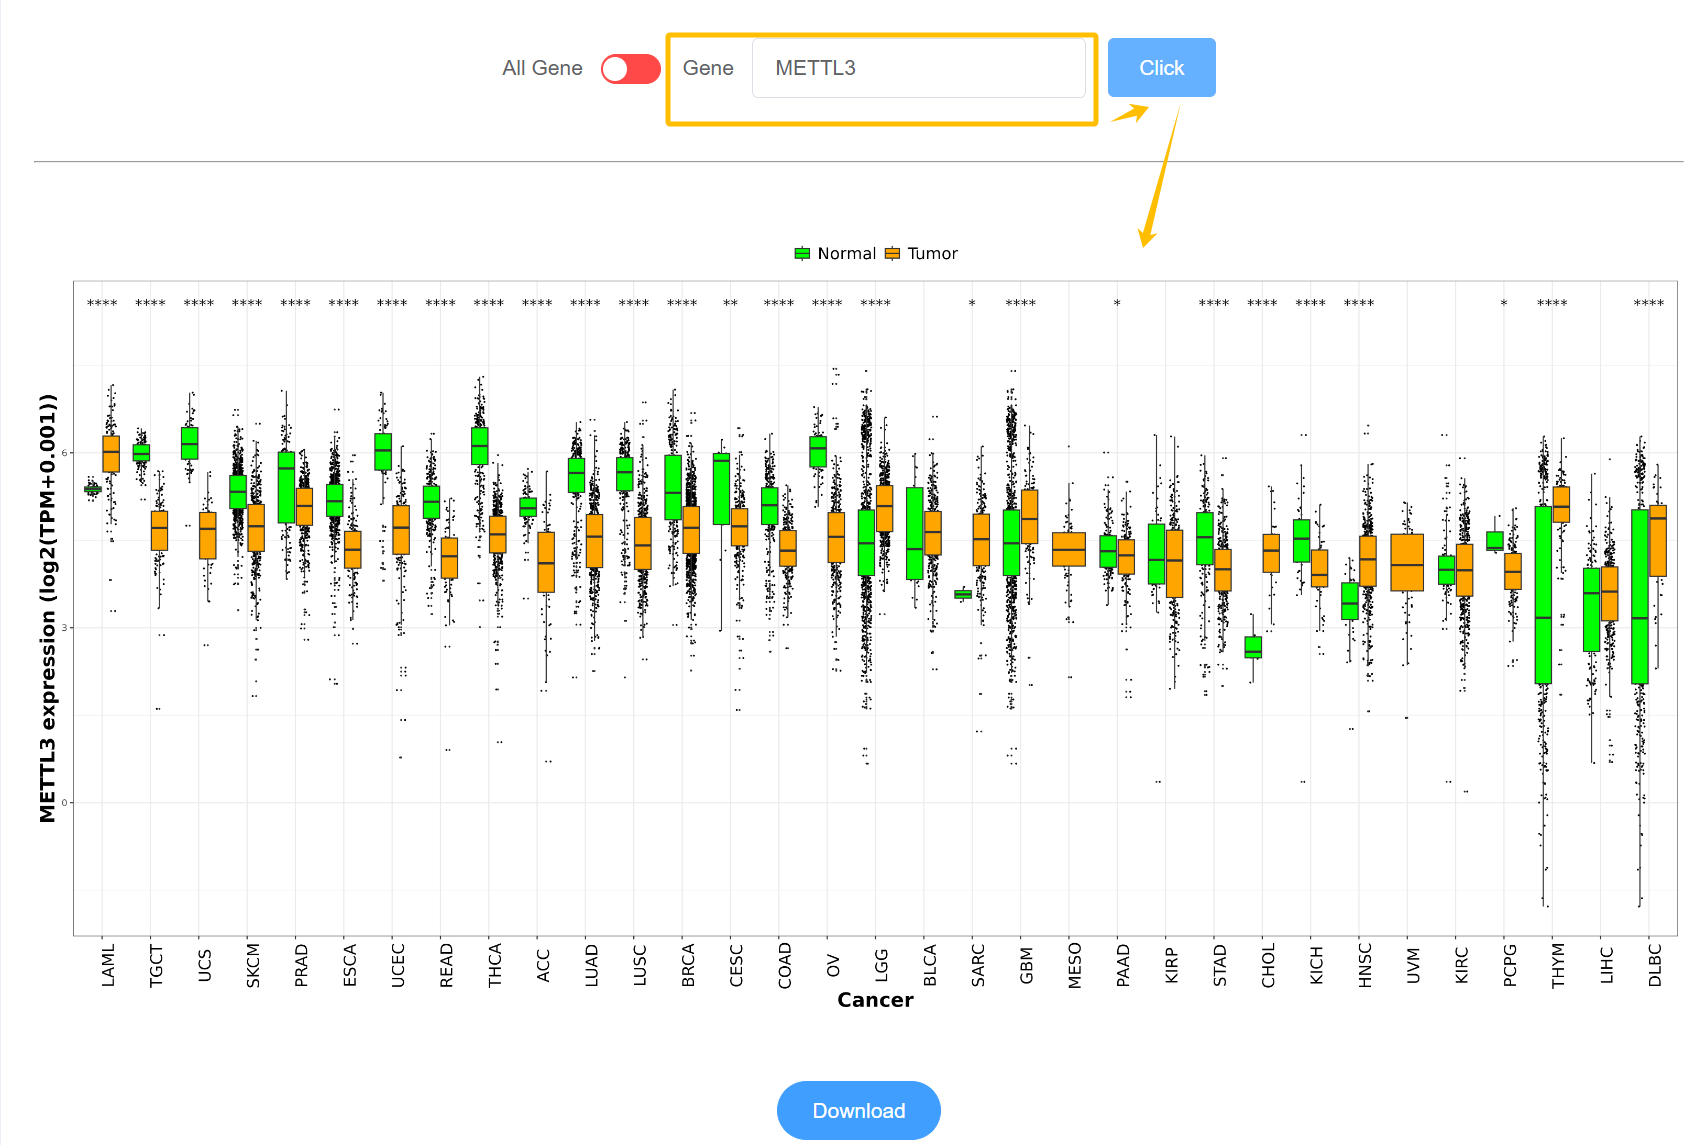 All Gene Gene METTL3 Click
Normal Tumor
**** **** **** **** **** **** **** **** **** **** **** **** **** ** **** **** **** * **** * **** **** **** **** * **** ****
METTL3 expression (log2(TPM+0.001))
6
3
0
LAML TGCT UCS SKCM PRAD ESCA UCEC READ THCA ACC LUAD LUSC BRCA CESC COAD OV LGG BLCA SARC GBM MESO PAAD KIRP STAD CHOL KICH HNSC UVM KIRC PCPG THYM LIHC DLBC
Cancer
Download